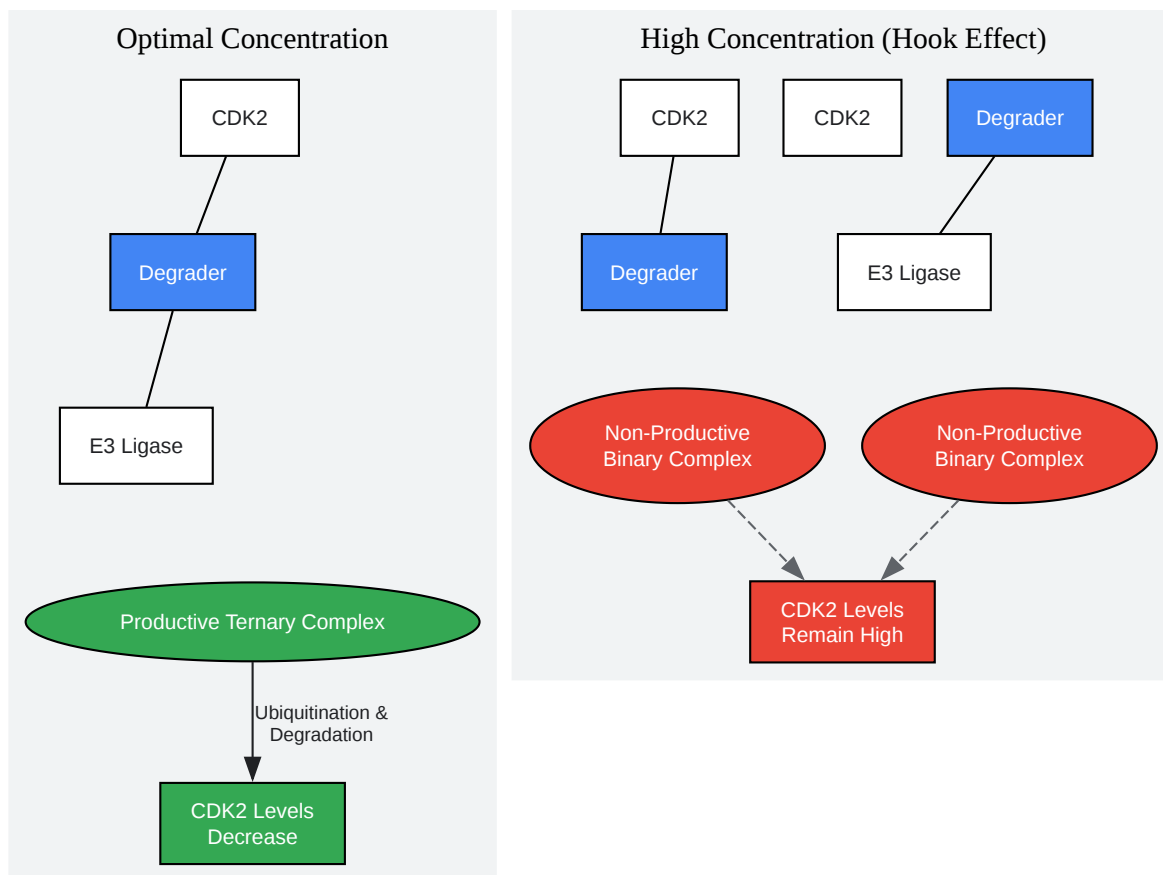 Optimal Concentration
CDK2
Degrader
E3 Ligase
Productive Ternary Complex
Ubiquitination &
Degradation
CDK2 Levels
Decrease
High Concentration (Hook Effect)
CDK2
CDK2
Degrader
Degrader
E3 Ligase
Non-Productive
Binary Complex
Non-Productive
Binary Complex
CDK2 Levels
Remain High